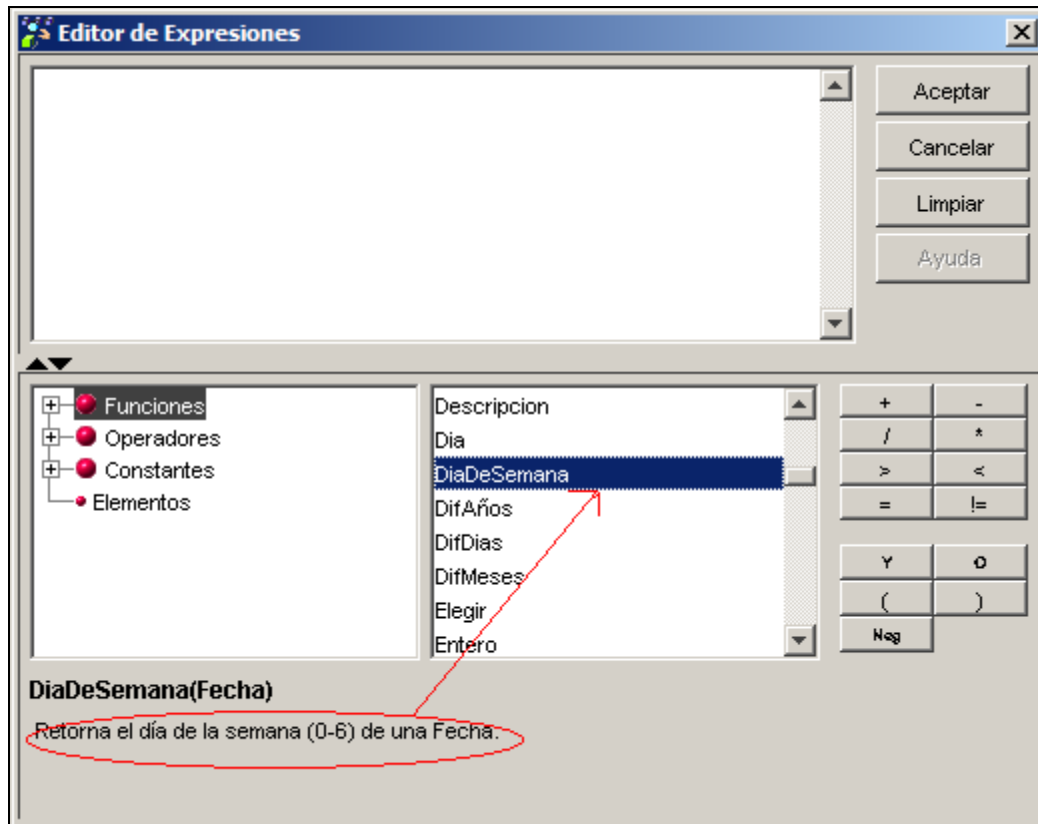 Editor de Expresiones
Aceptar
Cancelar
Limpiar
Ayuda
Funciones
Operadores
Constantes
Elementos
Descripcion
Dia
DiaDeSemana
DifAños
DifDias
DifMeses
Elegir
Entero
+ -
/ *
> <
= !=
Y O
( )
Neg
DiaDeSemana(Fecha)
Retorna el día de la semana (0-6) de una Fecha.